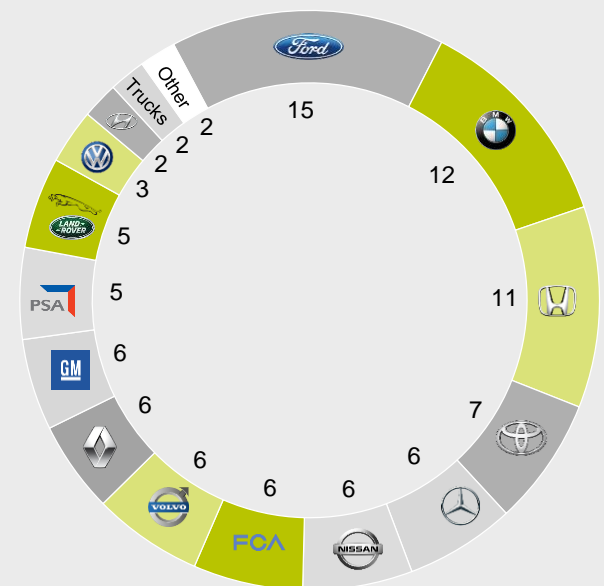 Ford
15
BMW
12
11
7
6
NISSAN
6
FCA
6
VOLVO
6
6
GM
6
PSA
5
LAND-
-ROVER
5
3
2
Trucks
2
Other
2